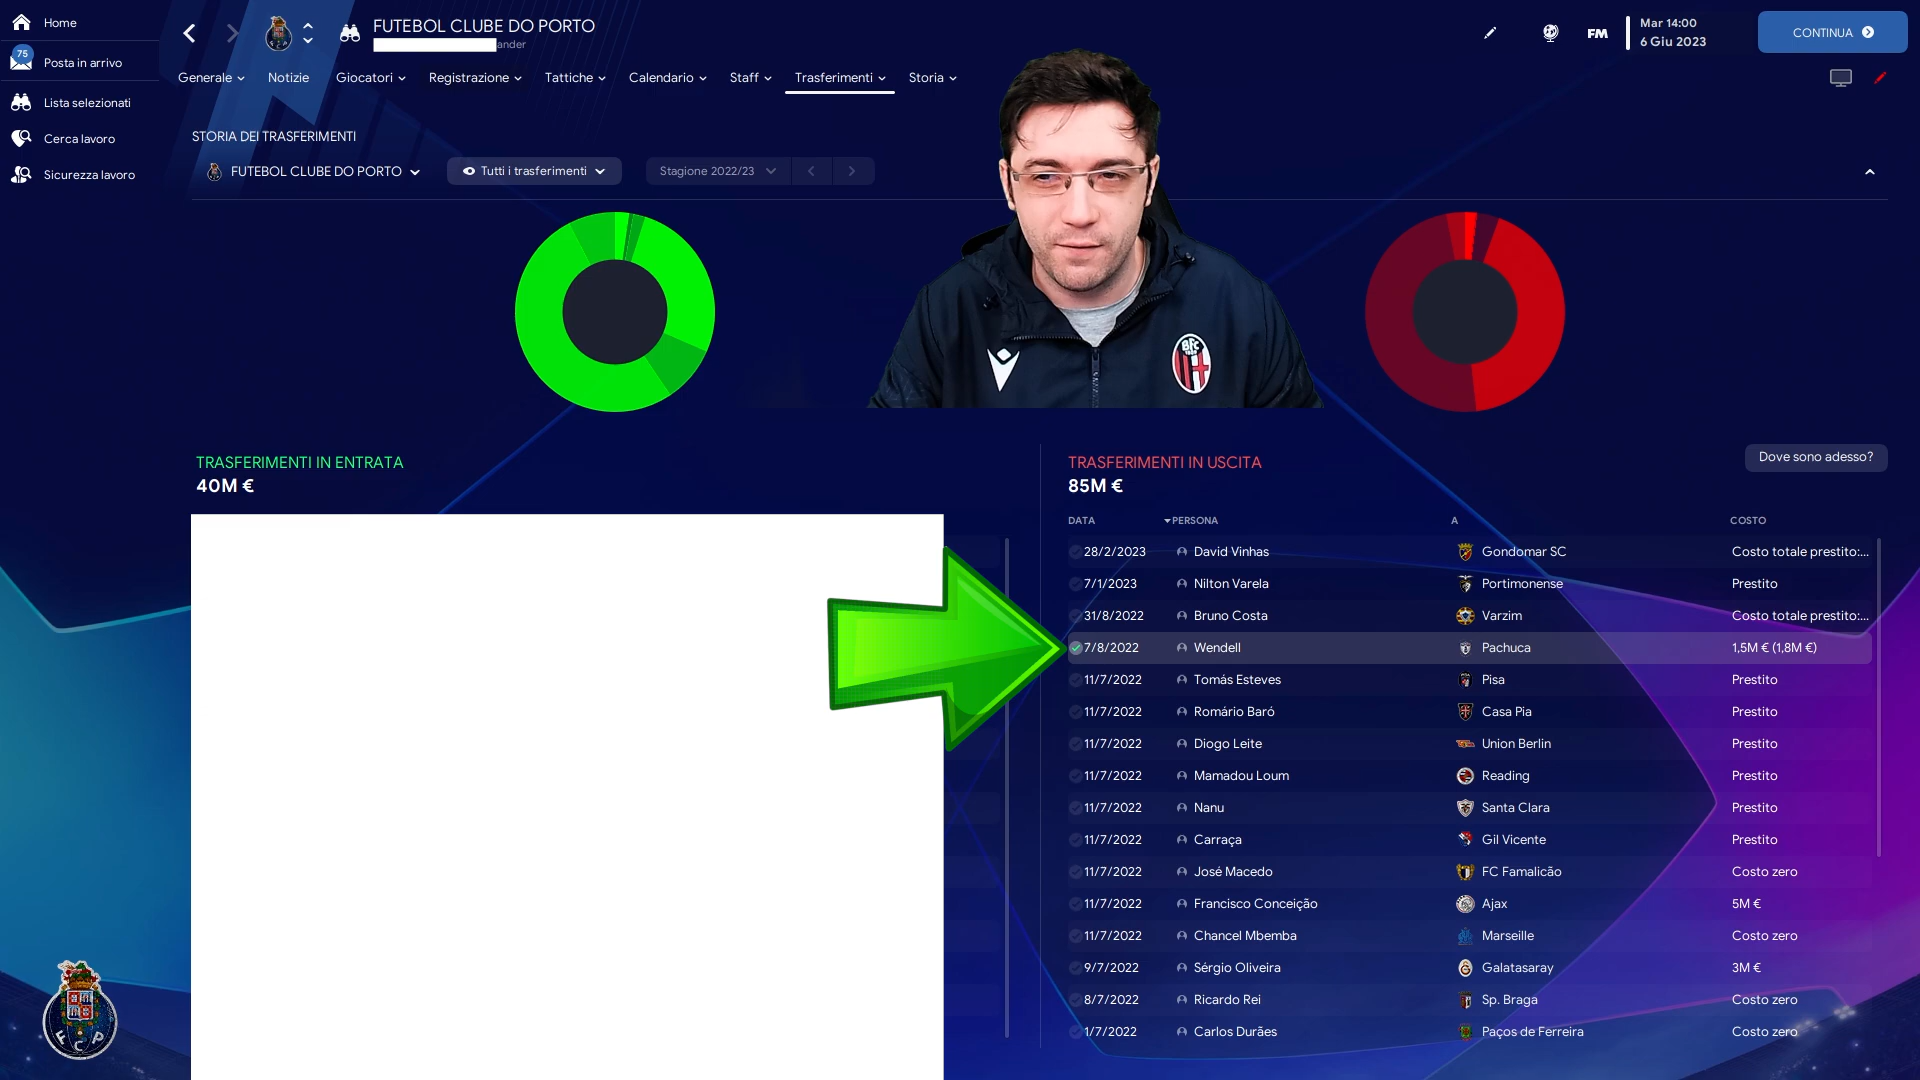 Home
75
Posta in arrivo
Lista selezionati
Cerca lavoro
Sicurezza lavoro
FUTEBOL CLUBE DO PORTO
ander
FM
Mar 14:00
6 Giu 2023
CONTINUA
Generale
Notizie
Giocatori
Registrazione
Tattiche
Calendario
Staff
Trasferimenti
Storia
STORIA DEI TRASFERIMENTI
FUTEBOL CLUBE DO PORTO
Tutti i trasferimenti
Stagione 2022/23
BFC
1909
TRASFERIMENTI IN ENTRATA
40M €
TRASFERIMENTI IN USCITA
85M €
Dove sono adesso?
DATA PERSONA A COSTO
28/2/2023 David Vinhas Gondomar SC Costo totale prestito:...
7/1/2023 Nilton Varela Portimonense Prestito
31/8/2022 Bruno Costa Varzim Costo totale prestito:...
7/8/2022 Wendell Pachuca 1,5M € (1,8M €)
11/7/2022 Tomás Esteves Pisa Prestito
11/7/2022 Romário Baró Casa Pia Prestito
11/7/2022 Diogo Leite Union Berlin Prestito
11/7/2022 Mamadou Loum Reading Prestito
11/7/2022 Nanu Santa Clara Prestito
11/7/2022 Carraça Gil Vicente Prestito
11/7/2022 José Macedo FC Famalicão Costo zero
11/7/2022 Francisco Conceição Ajax 5M €
11/7/2022 Chancel Mbemba Marseille Costo zero
9/7/2022 Sérgio Oliveira Galatasaray 3M €
8/7/2022 Ricardo Rei Sp. Braga Costo zero
1/7/2022 Carlos Durães Paços de Ferreira Costo zero
FCP